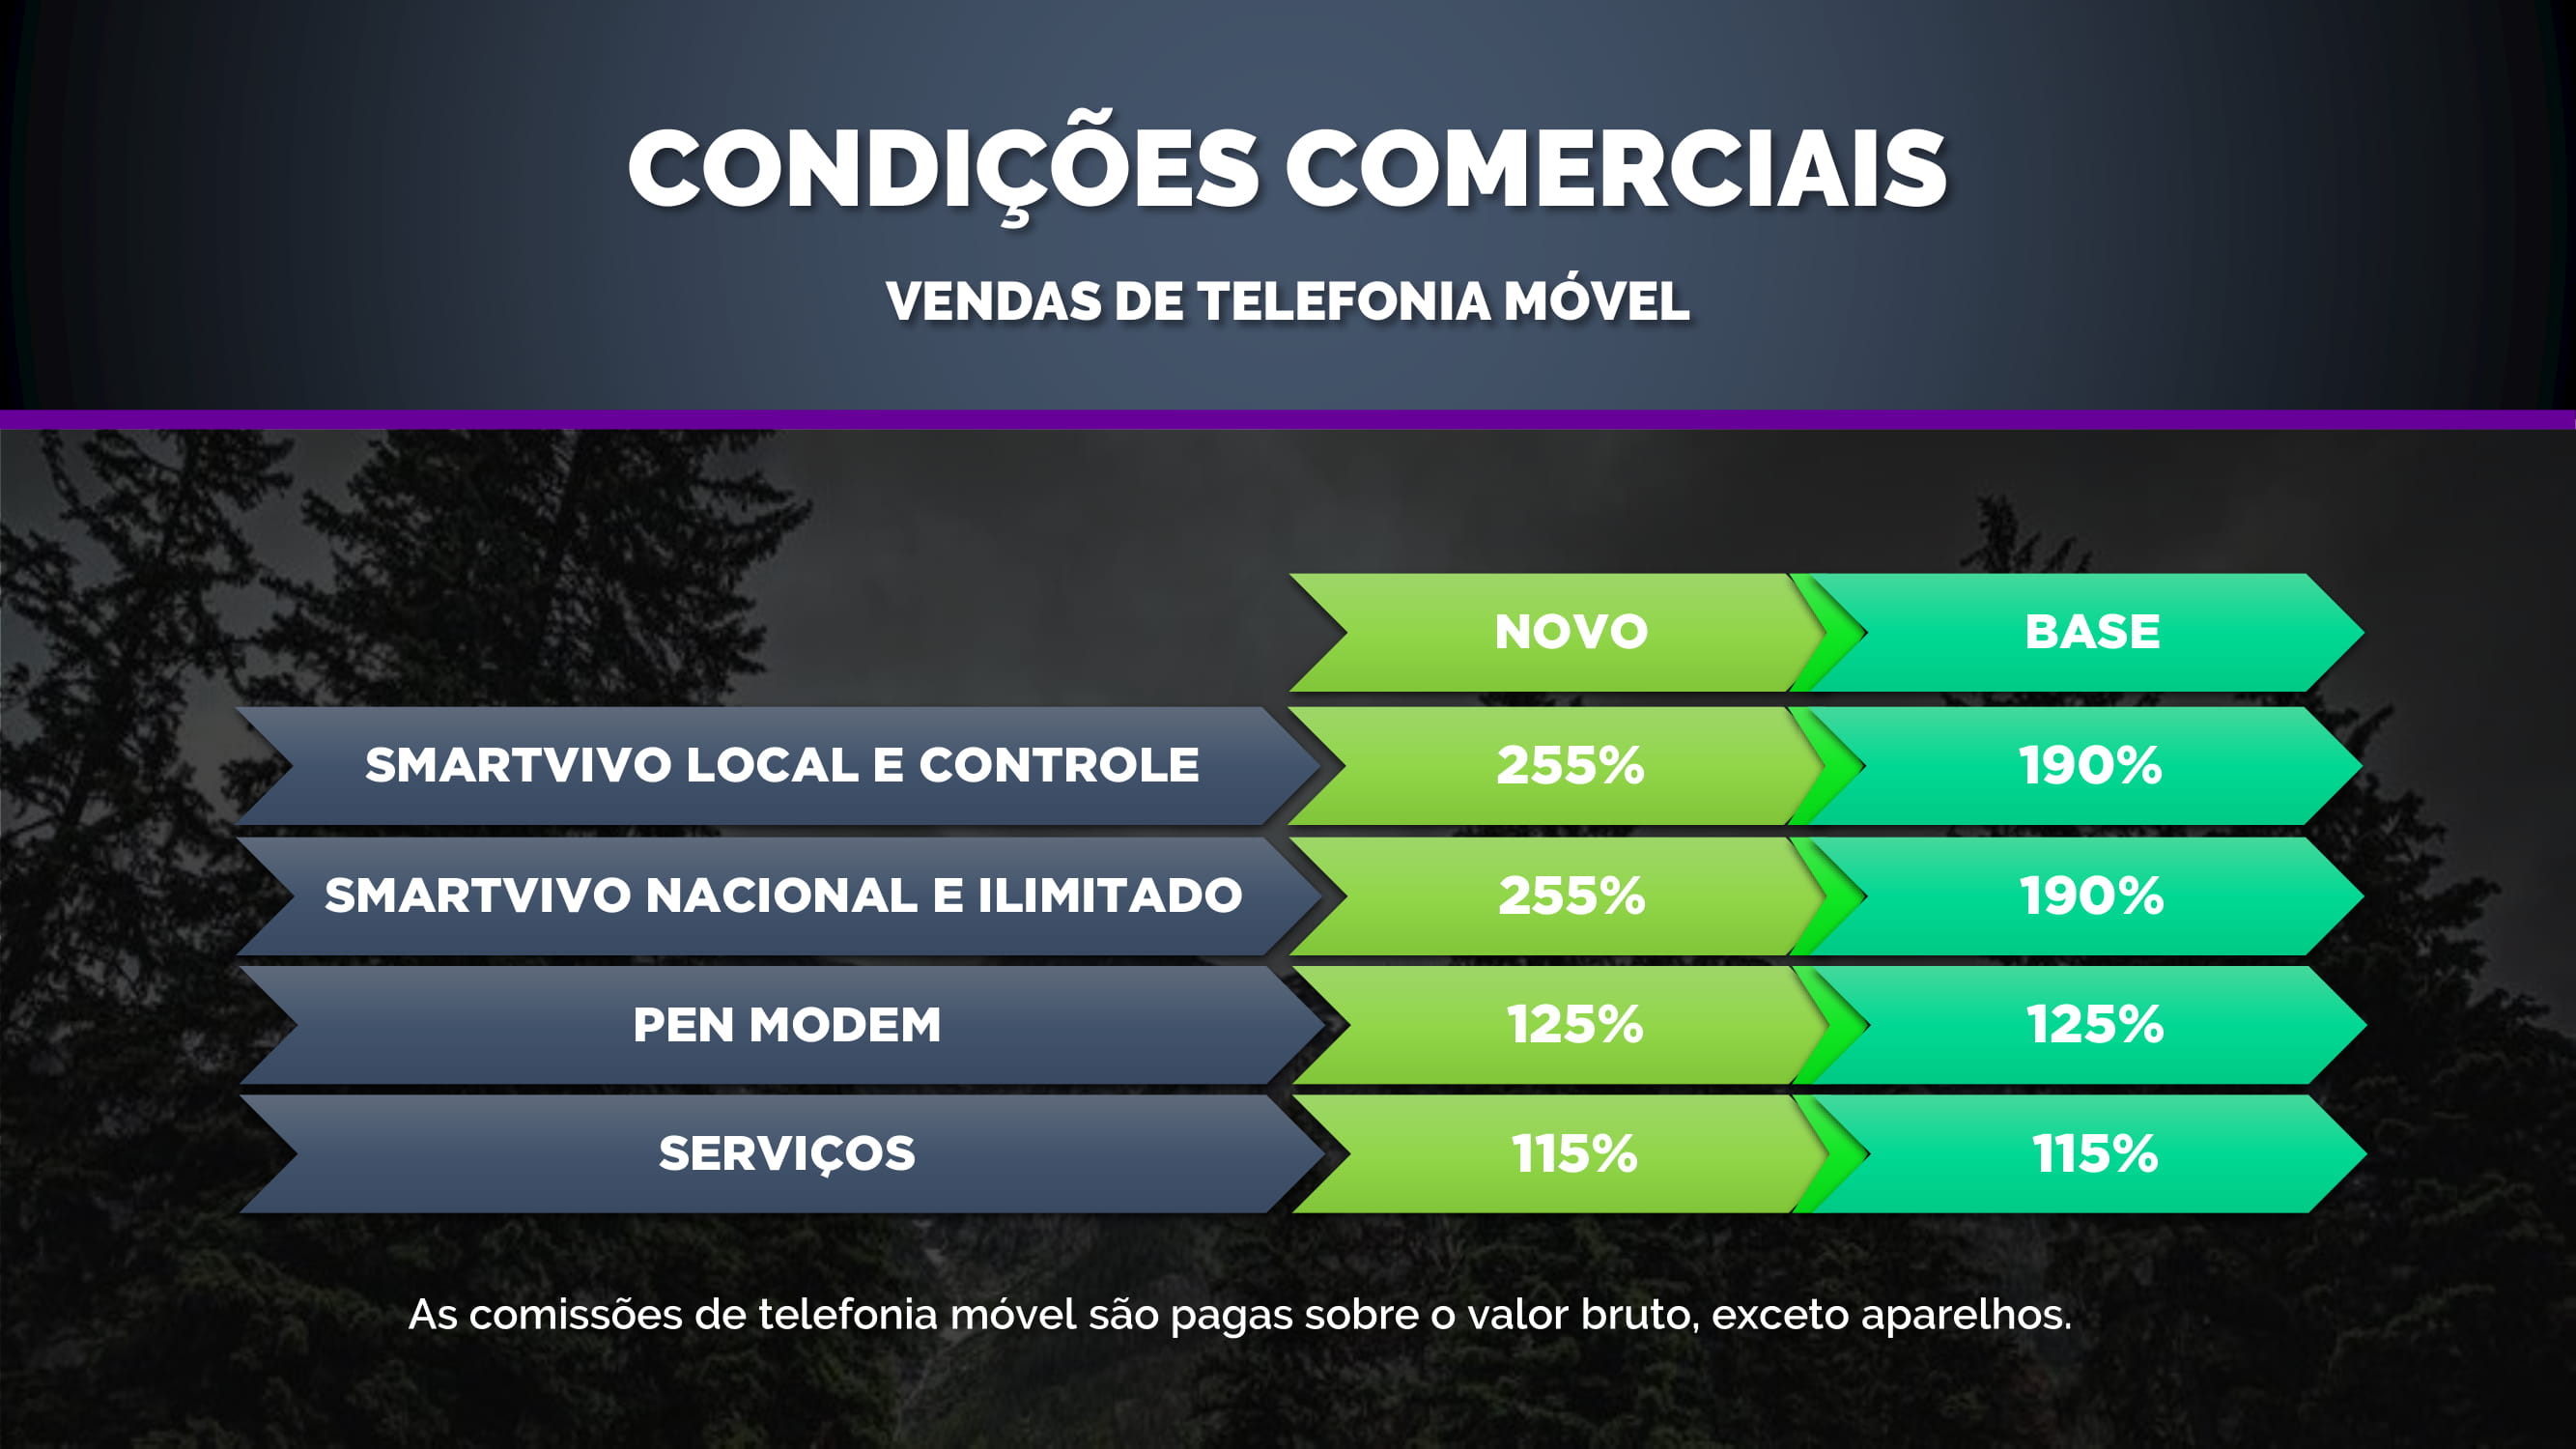 CONDIÇÕES COMERCIAIS
VENDAS DE TELEFONIA MÓVEL
NOVO BASE
SMARTVIVO LOCAL E CONTROLE 255% 190%
SMARTVIVO NACIONAL E ILIMITADO 255% 190%
PEN MODEM 125% 125%
SERVIÇOS 115% 115%
As comissões de telefonia móvel são pagas sobre o valor bruto, exceto aparelhos.